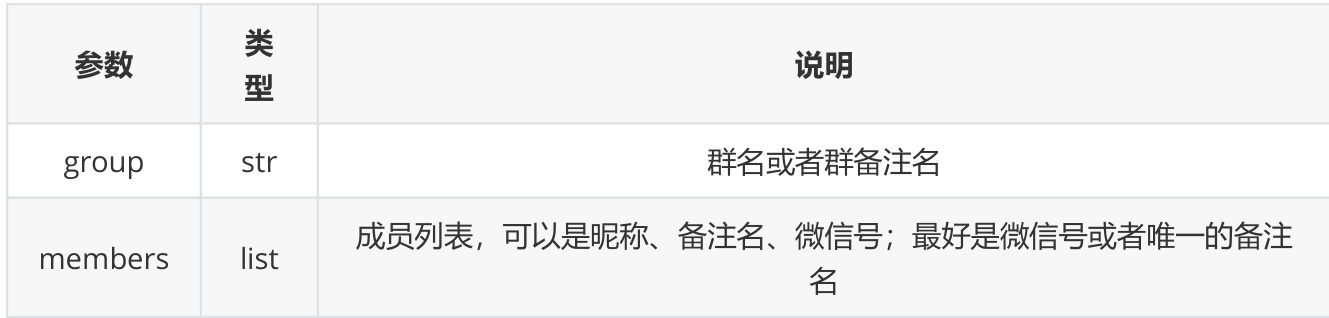 参数 类型 说明
group str 群名或者群备注名
members list 成员列表，可以是昵称、备注名、微信号；最好是微信号或者唯一的备注
名